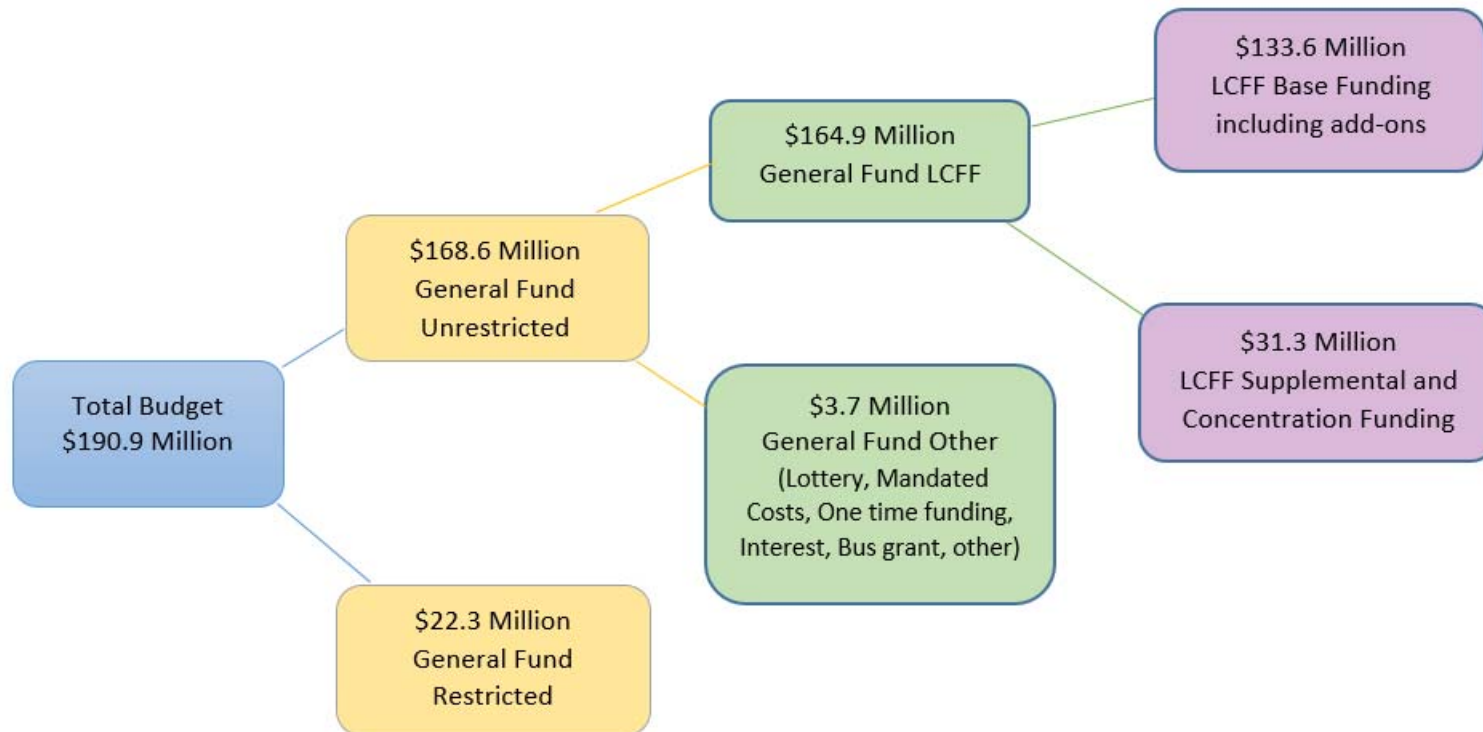 Total Budget
$190.9 Million
$168.6 Million
General Fund
Unrestricted
$22.3 Million
General Fund
Restricted
$164.9 Million
General Fund LCFF
$3.7 Million
General Fund Other
(Lottery, Mandated
Costs, One time funding,
Interest, Bus grant, other)
$133.6 Million
LCFF Base Funding
including add-ons
$31.3 Million
LCFF Supplemental and
Concentration Funding